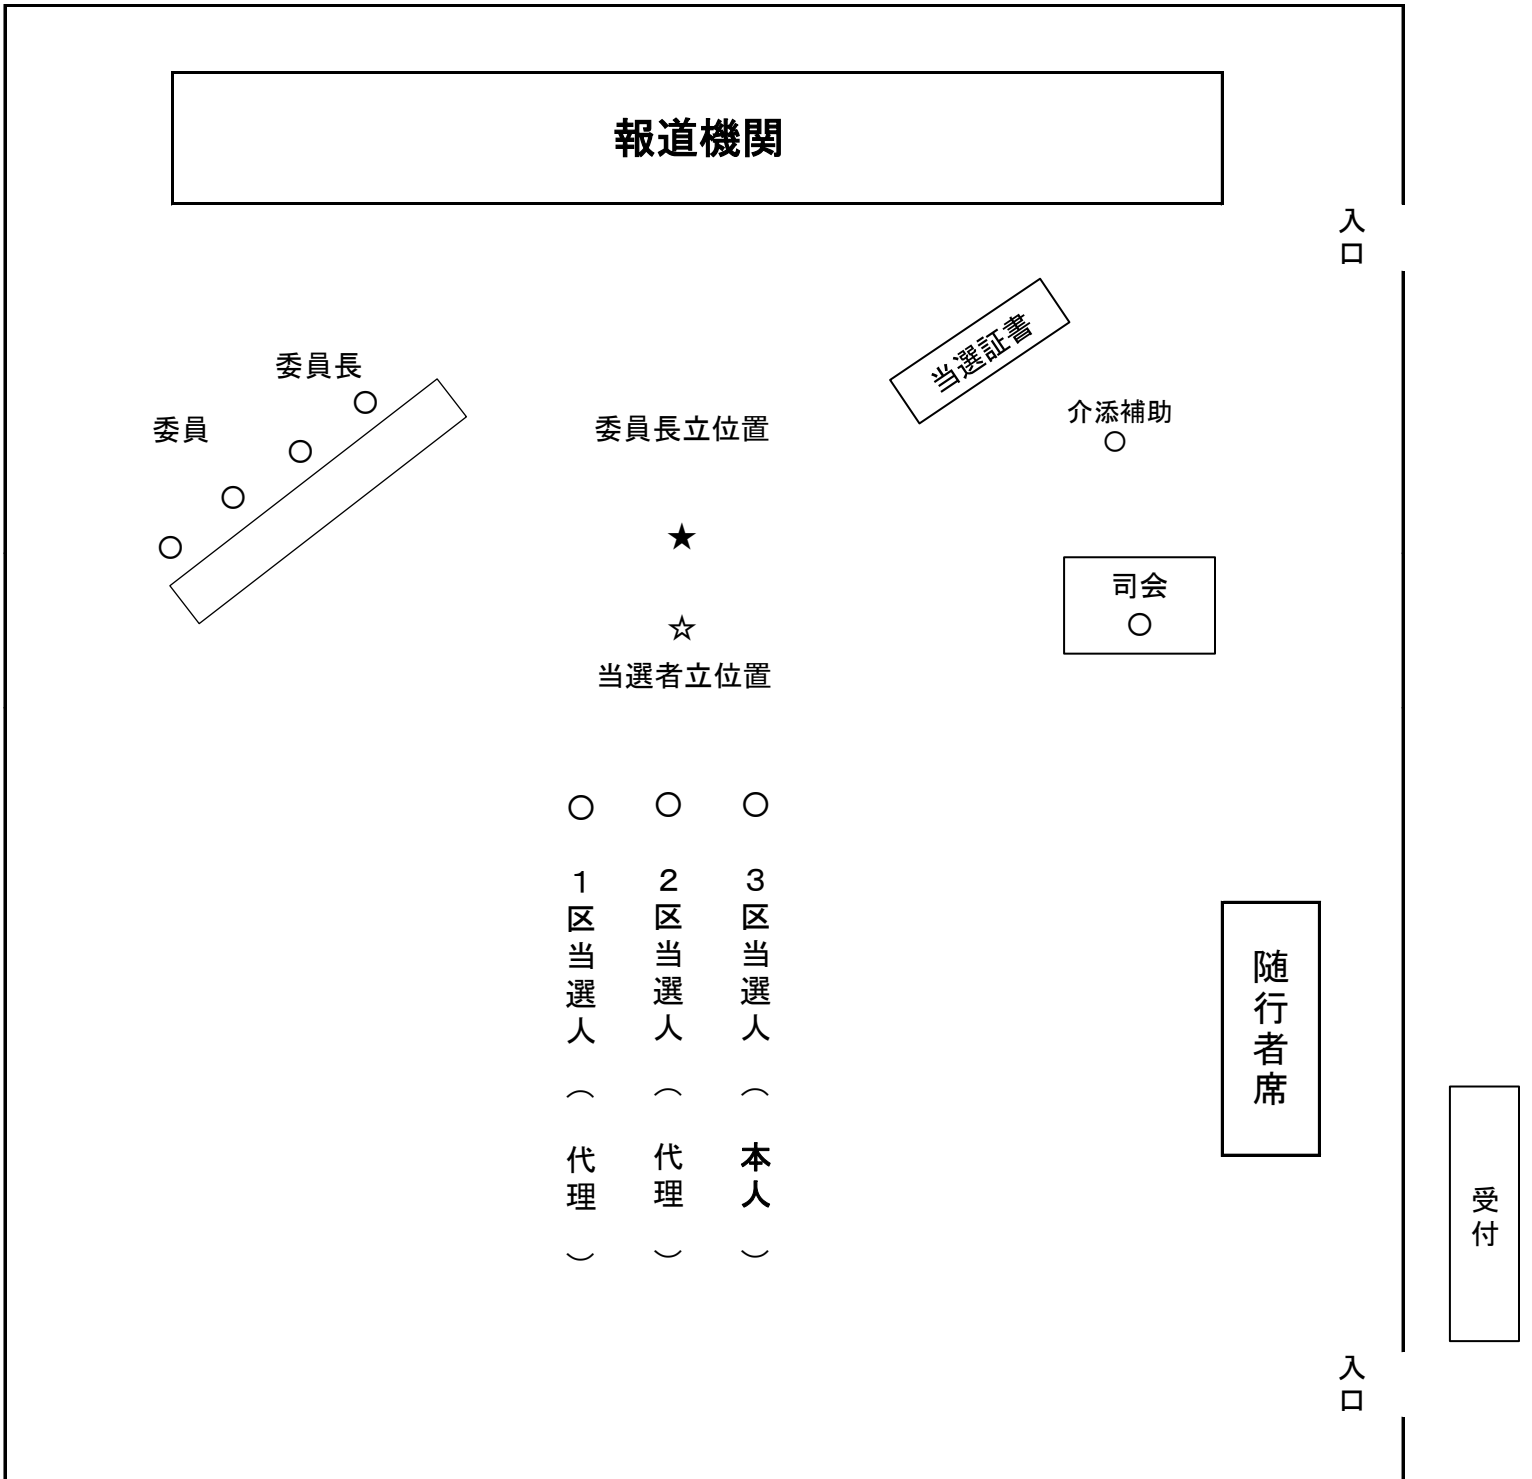 報道機関
入口
当選証書
委員長
委員
委員長立位置
介添補助
○
○
○
○
○
★
司会
○
☆
当選者立位置
○ 1区当選人（代理）
○ 2区当選人（代理）
○ 3区当選人（本人）
随行者席
受付
入口